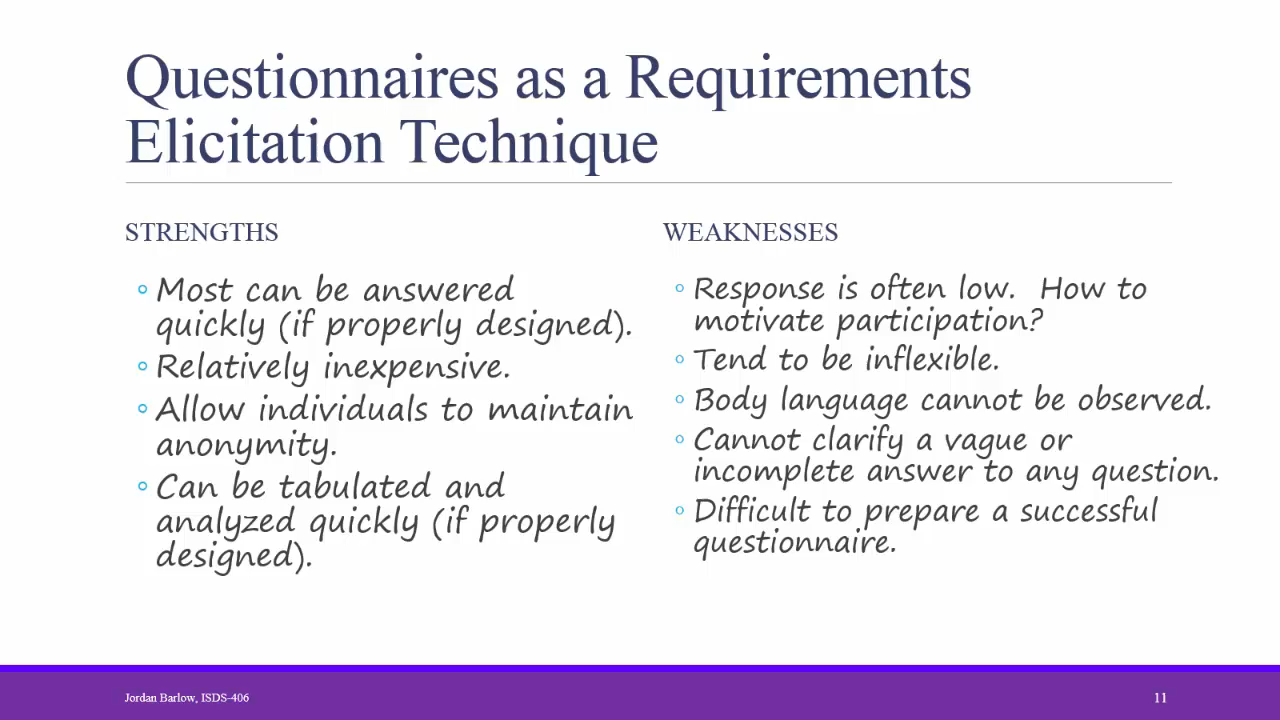 Questionnaires as a Requirements
Elicitation Technique
STRENGTHS
◦ Most can be answered
quickly (if properly designed).
◦ Relatively inexpensive.
◦ Allow individuals to maintain
anonymity.
◦ Can be tabulated and
analyzed quickly (if properly
designed).
WEAKNESSES
◦ Response is often low.  How to
motivate participation?
◦ Tend to be inflexible.
◦ Body language cannot be observed.
◦ Cannot clarify a vague or
incomplete answer to any question.
◦ Difficult to prepare a successful
questionnaire.
Jordan Barlow, ISDS-406
11